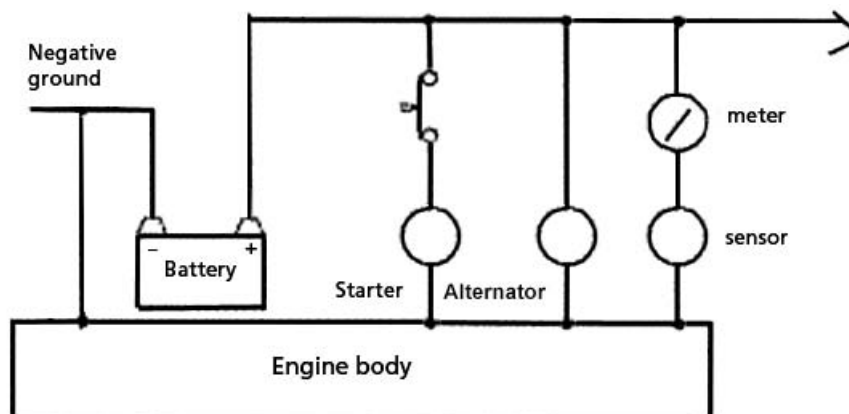 Negative
ground
meter
− +
Battery
sensor
Starter Alternator
Engine body